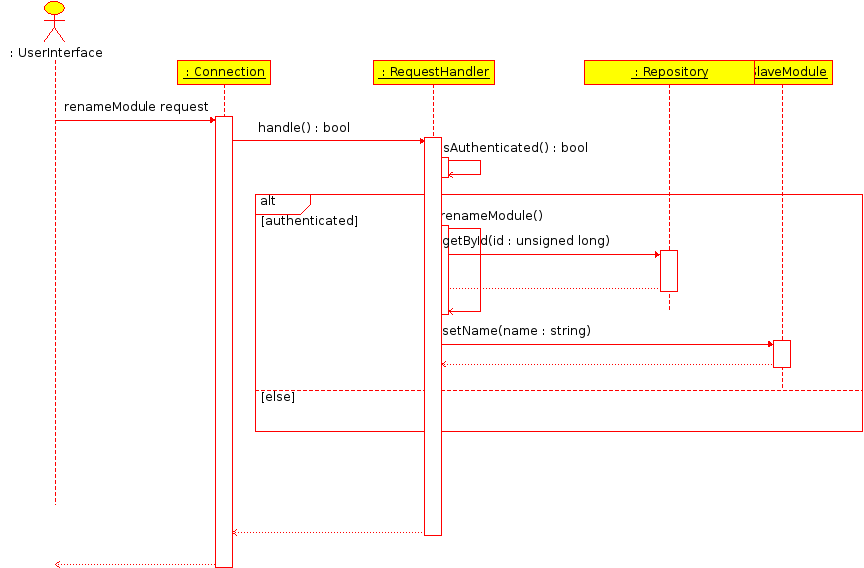 : UserInterface
: Connection
: RequestHandler
: Repository
laveModule
renameModule request
handle() : bool
sAuthenticated() : bool
alt
[authenticated]
renameModule()
getById(id : unsigned long)
setName(name : string)
[else]